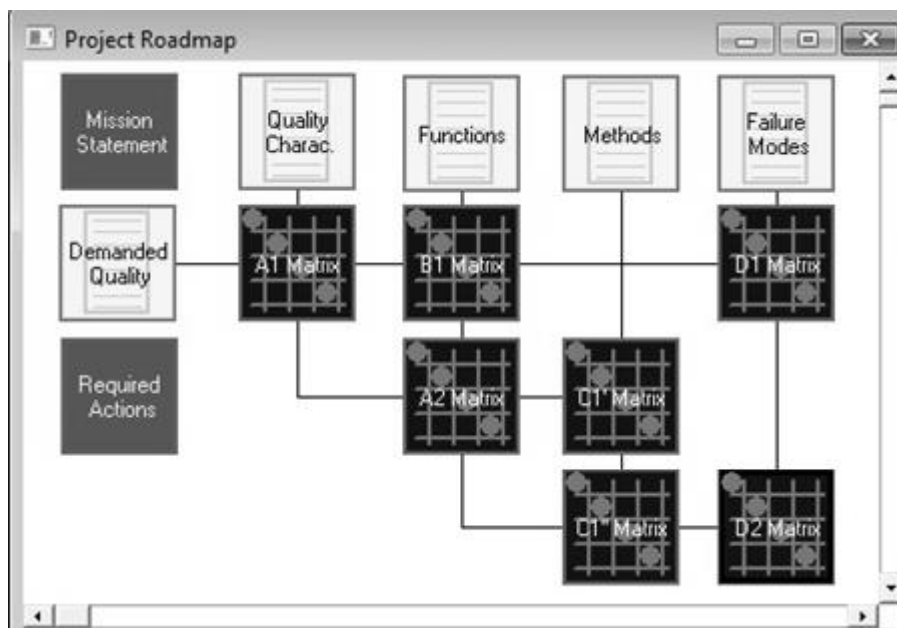 Project Roadmap
Mission
Statement
Quality
Charac.
Functions
Methods
Failure
Modes
Demanded
Quality
A1 Matrix
B1 Matrix
D1 Matrix
Required
Actions
A2 Matrix
C1' Matrix
C1" Matrix
D2 Matrix